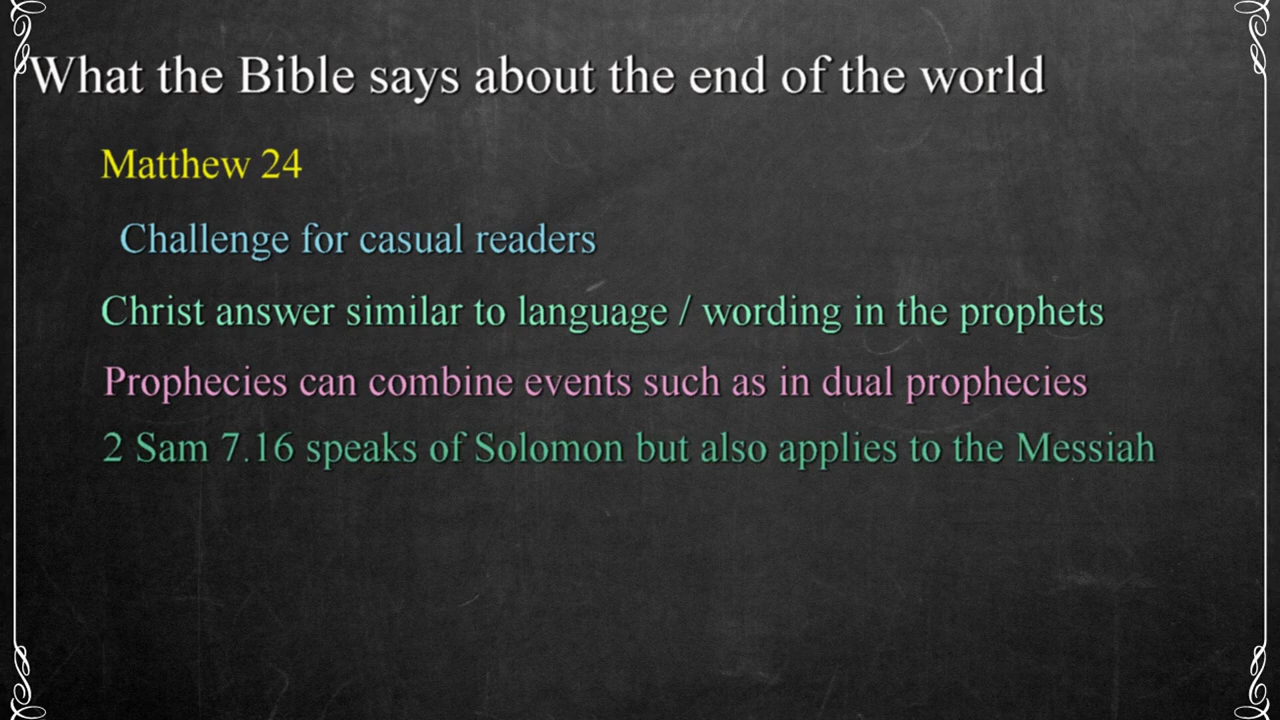 What the Bible says about the end of the world
Matthew 24
Challenge for casual readers
Christ answer similar to language / wording in the prophets
Prophecies can combine events such as in dual prophecies
2 Sam 7.16 speaks of Solomon but also applies to the Messiah